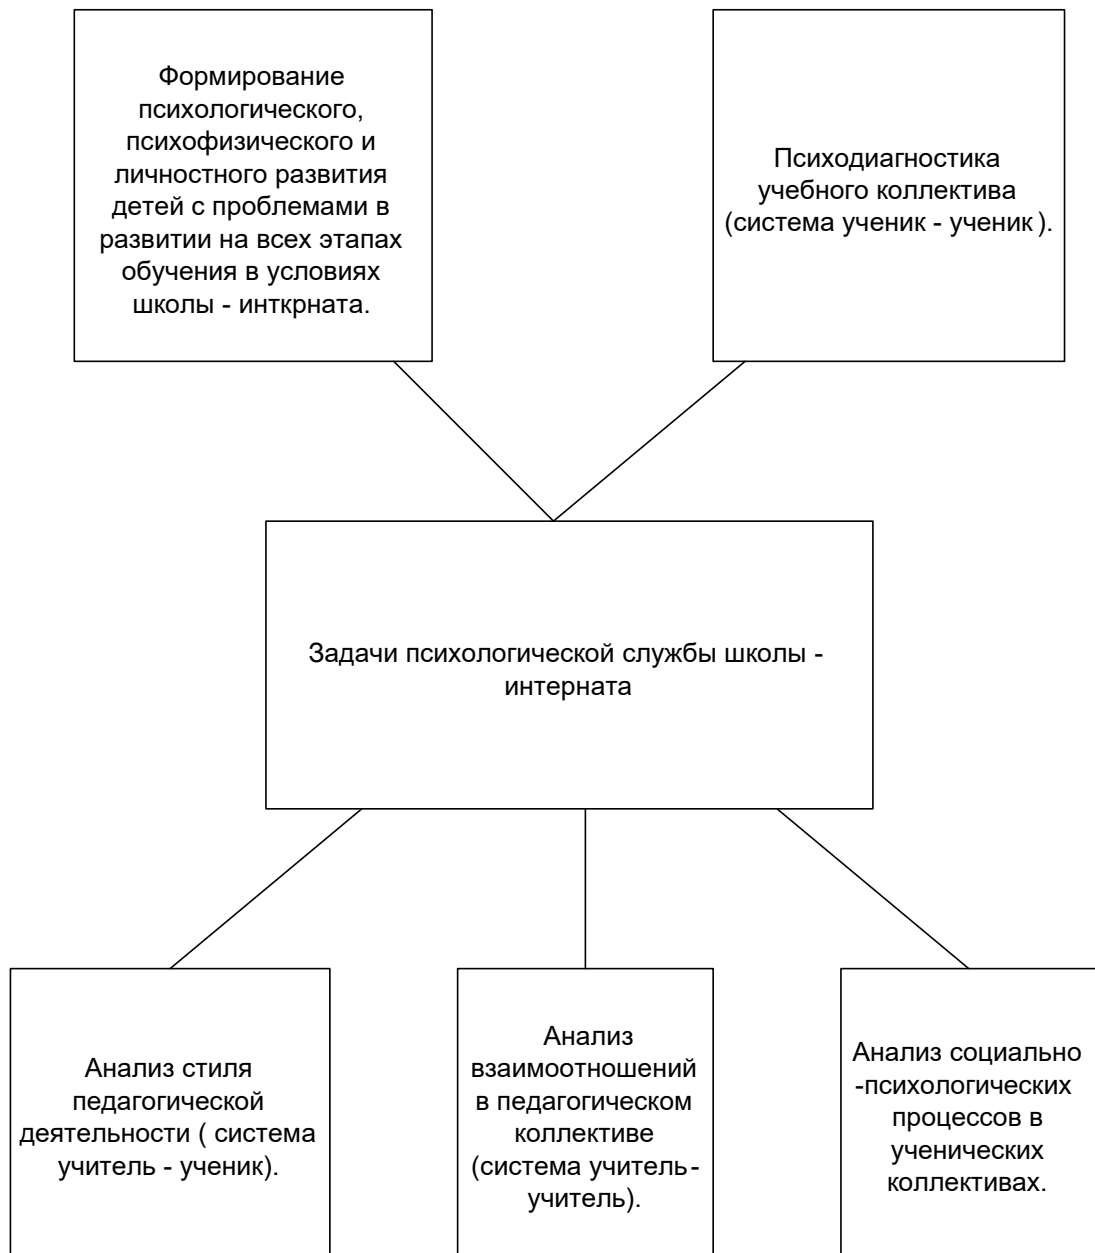 Формирование
психологического,
психофизического и
личностного развития
детей с проблемами в
развитии на всех этапах
обучения в условиях
школы - инткрната.
Психодиагностика
учебного коллектива
(система ученик - ученик ).
Задачи психологической службы школы -
интерната
Анализ стиля
педагогической
деятельности ( система
учитель - ученик).
Анализ
взаимоотношений
в педагогическом
коллективе
(система учитель-
учитель).
Анализ социально
-психологических
процессов в
ученических
коллективах.